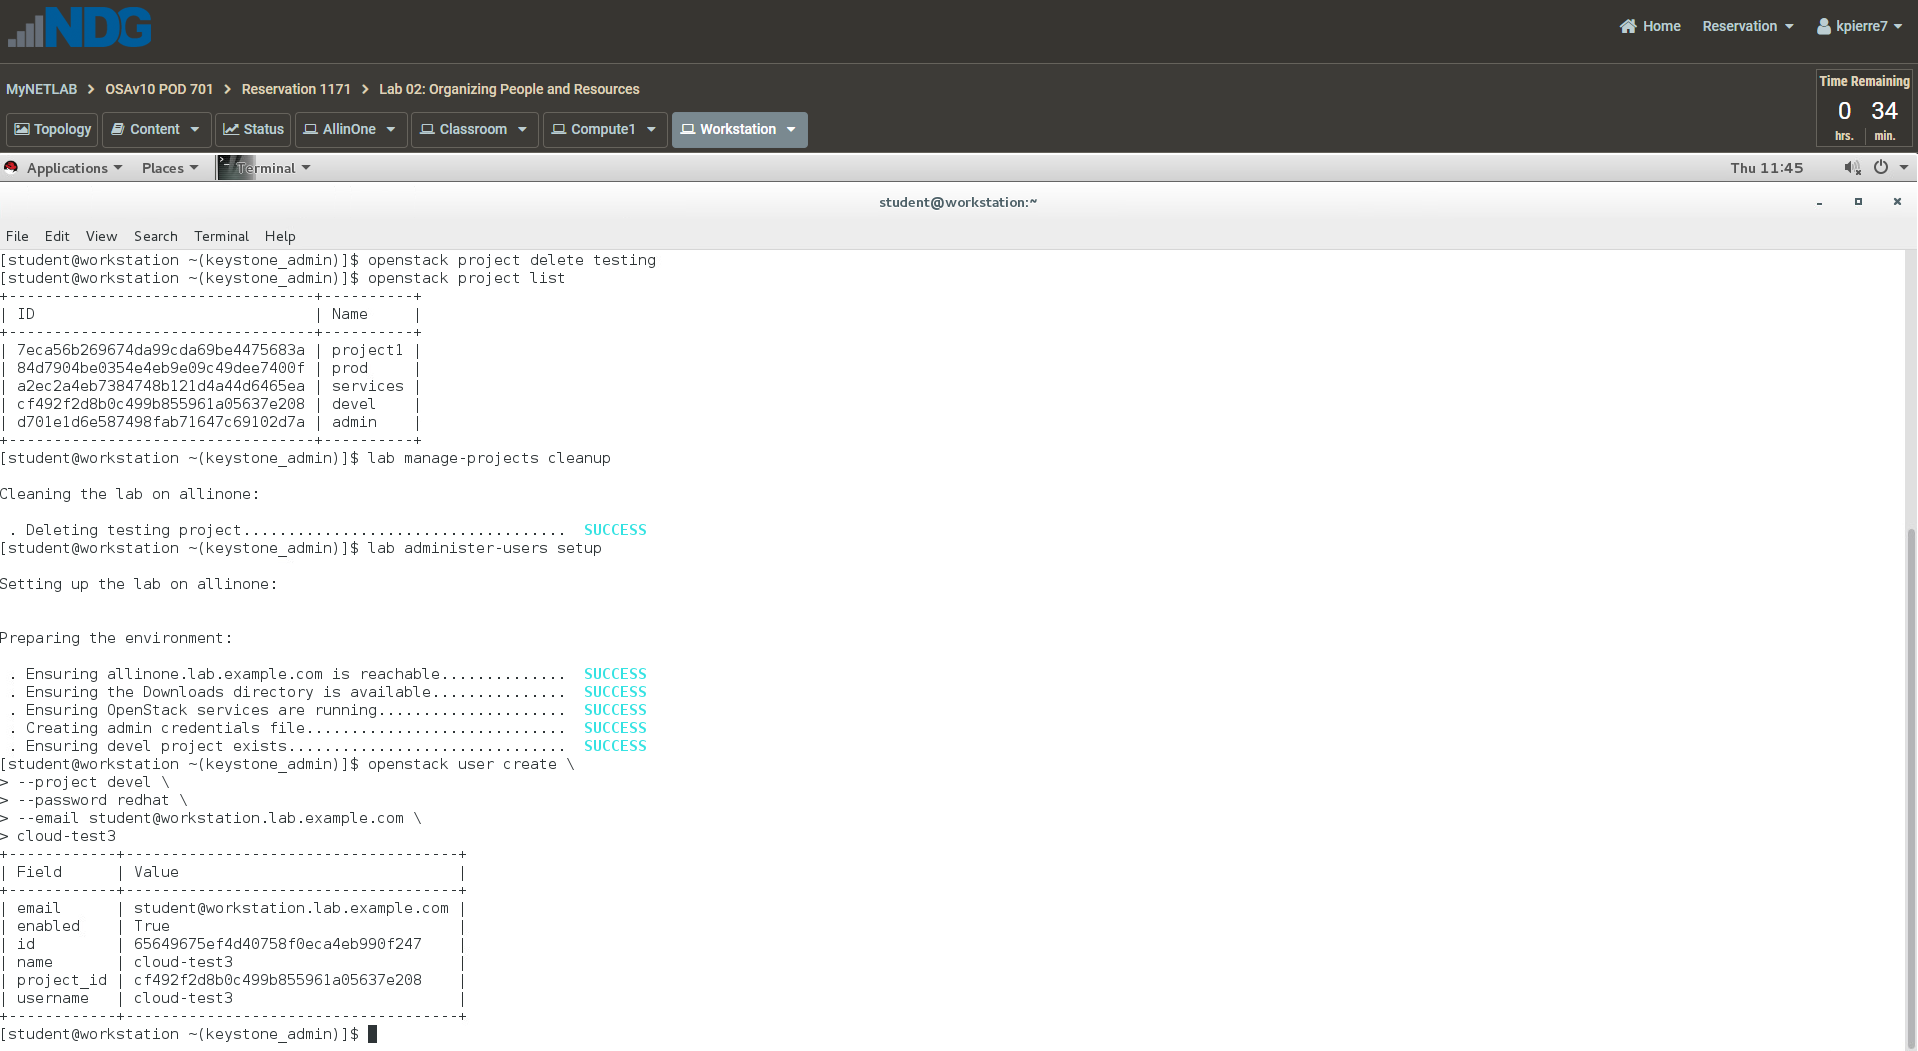 NDG
Home Reservation kpierre7
MyNETLAB > OSAv10 POD 701 > Reservation 1171 > Lab 02: Organizing People and Resources
Time Remaining
0 34
hrs. min.
Topology Content Status AllinOne Classroom Compute1 Workstation
Applications Places Terminal Thu 11:45
student@workstation:~
File Edit View Search Terminal Help
[student@workstation ~(keystone_admin)]$ openstack project delete testing
[student@workstation ~(keystone_admin)]$ openstack project list
+----------------------------------+----------+
| ID                               | Name     |
+----------------------------------+----------+
| 7eca56b269674da99cda69be4475683a | project1 |
| 84d7904be0354e4eb9e09c49dee7400f | prod     |
| a2ec2a4eb7384748b121d4a44d6465ea | services |
| cf492f2d8b0c499b855961a05637e208 | devel    |
| d701e1d6e587498fab71647c69102d7a | admin    |
+----------------------------------+----------+
[student@workstation ~(keystone_admin)]$ lab manage-projects cleanup
Cleaning the lab on allinone:
. Deleting testing project.................................... SUCCESS
[student@workstation ~(keystone_admin)]$ lab administer-users setup
Setting up the lab on allinone:
Preparing the environment:
. Ensuring allinone.lab.example.com is reachable.............. SUCCESS
. Ensuring the Downloads directory is available............... SUCCESS
. Ensuring OpenStack services are running..................... SUCCESS
. Creating admin credentials file............................. SUCCESS
. Ensuring devel project exists............................... SUCCESS
[student@workstation ~(keystone_admin)]$ openstack user create \
> --project devel \
> --password redhat \
> --email student@workstation.lab.example.com \
> cloud-test3
+------------+-------------------------------------+
| Field      | Value                               |
+------------+-------------------------------------+
| email      | student@workstation.lab.example.com |
| enabled    | True                                |
| id         | 65649675ef4d40758f0eca4eb990f247    |
| name       | cloud-test3                         |
| project_id | cf492f2d8b0c499b855961a05637e208    |
| username   | cloud-test3                         |
+------------+-------------------------------------+
[student@workstation ~(keystone_admin)]$